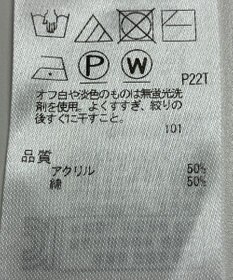 P W P22T
オフ白や淡色のものは無蛍光洗
剤を使用。よくすすぎ、絞りの
後すぐに干すこと。
101
品質
アクリル 50%
綿 50%